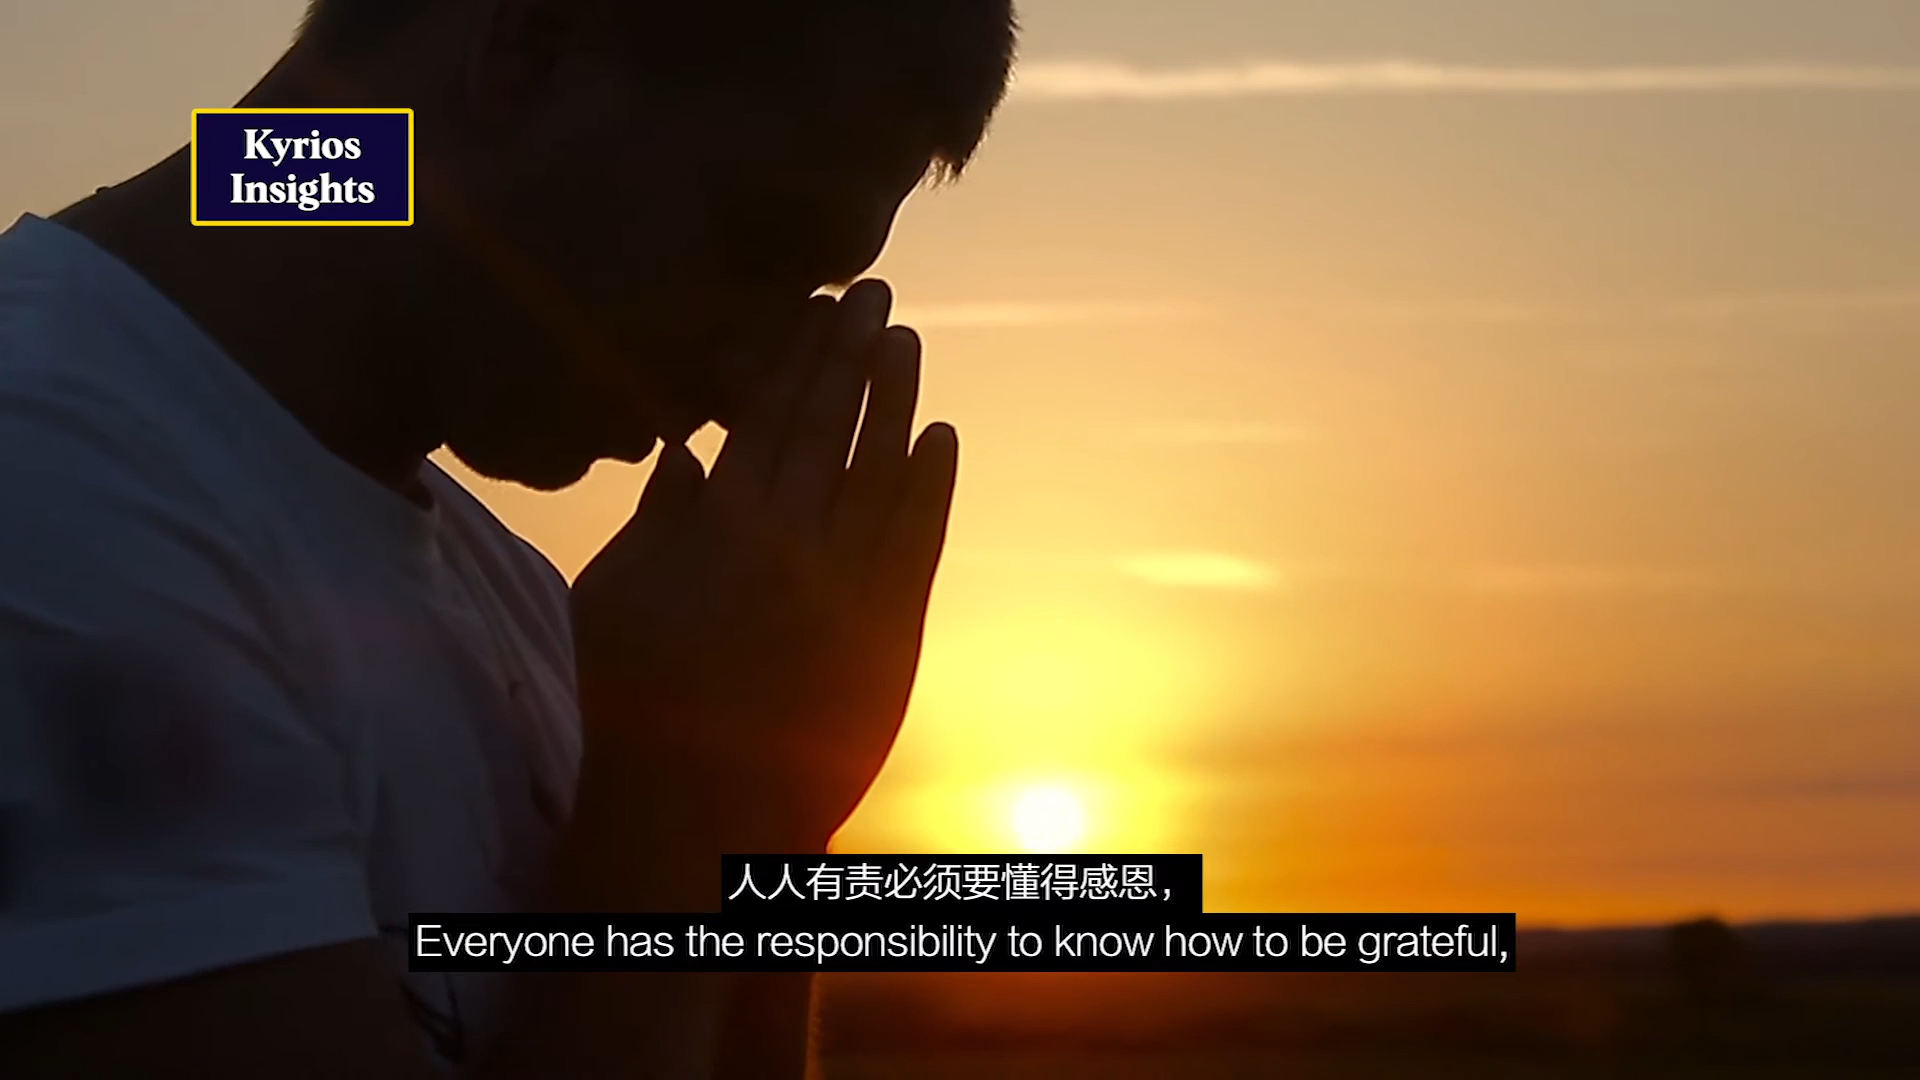 Kyrios
Insights
人人有责必须要懂得感恩，
Everyone has the responsibility to know how to be grateful,